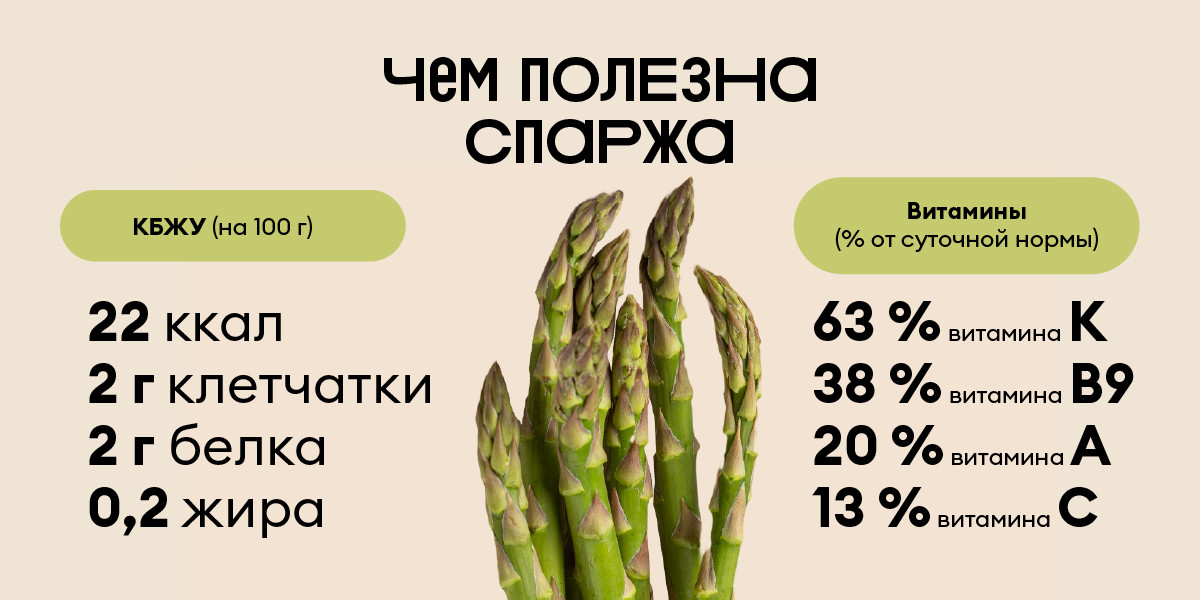 чем полезна
спаржа
КБЖУ (на 100 г)
22 ккал
2 г клетчатки
2 г белка
0,2 жира
Витамины
(% от суточной нормы)
63 % витамина K
38 % витамина B9
20 % витамина A
13 % витамина C